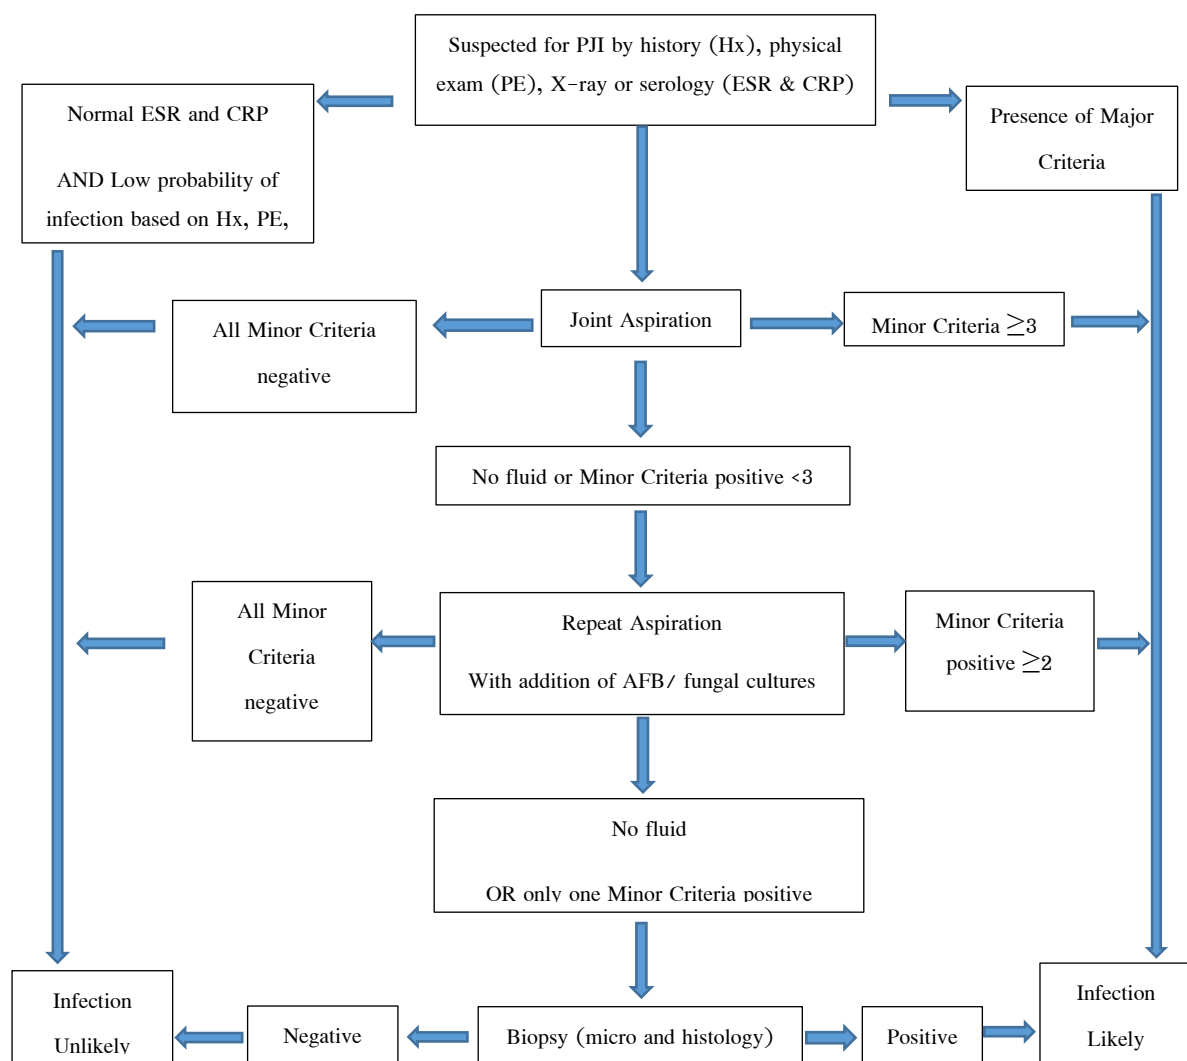 Suspected for PJI by history (Hx), physical
exam (PE), X-ray or serology (ESR & CRP)
Normal ESR and CRP
AND Low probability of
infection based on Hx, PE,
Presence of Major
Criteria
Joint Aspiration
All Minor Criteria
negative
Minor Criteria ≥3
No fluid or Minor Criteria positive <3
Repeat Aspiration
With addition of AFB/ fungal cultures
All Minor
Criteria
negative
Minor Criteria
positive ≥2
No fluid
OR only one Minor Criteria positive
Infection
Unlikely
Negative
Biopsy (micro and histology)
Positive
Infection
Likely